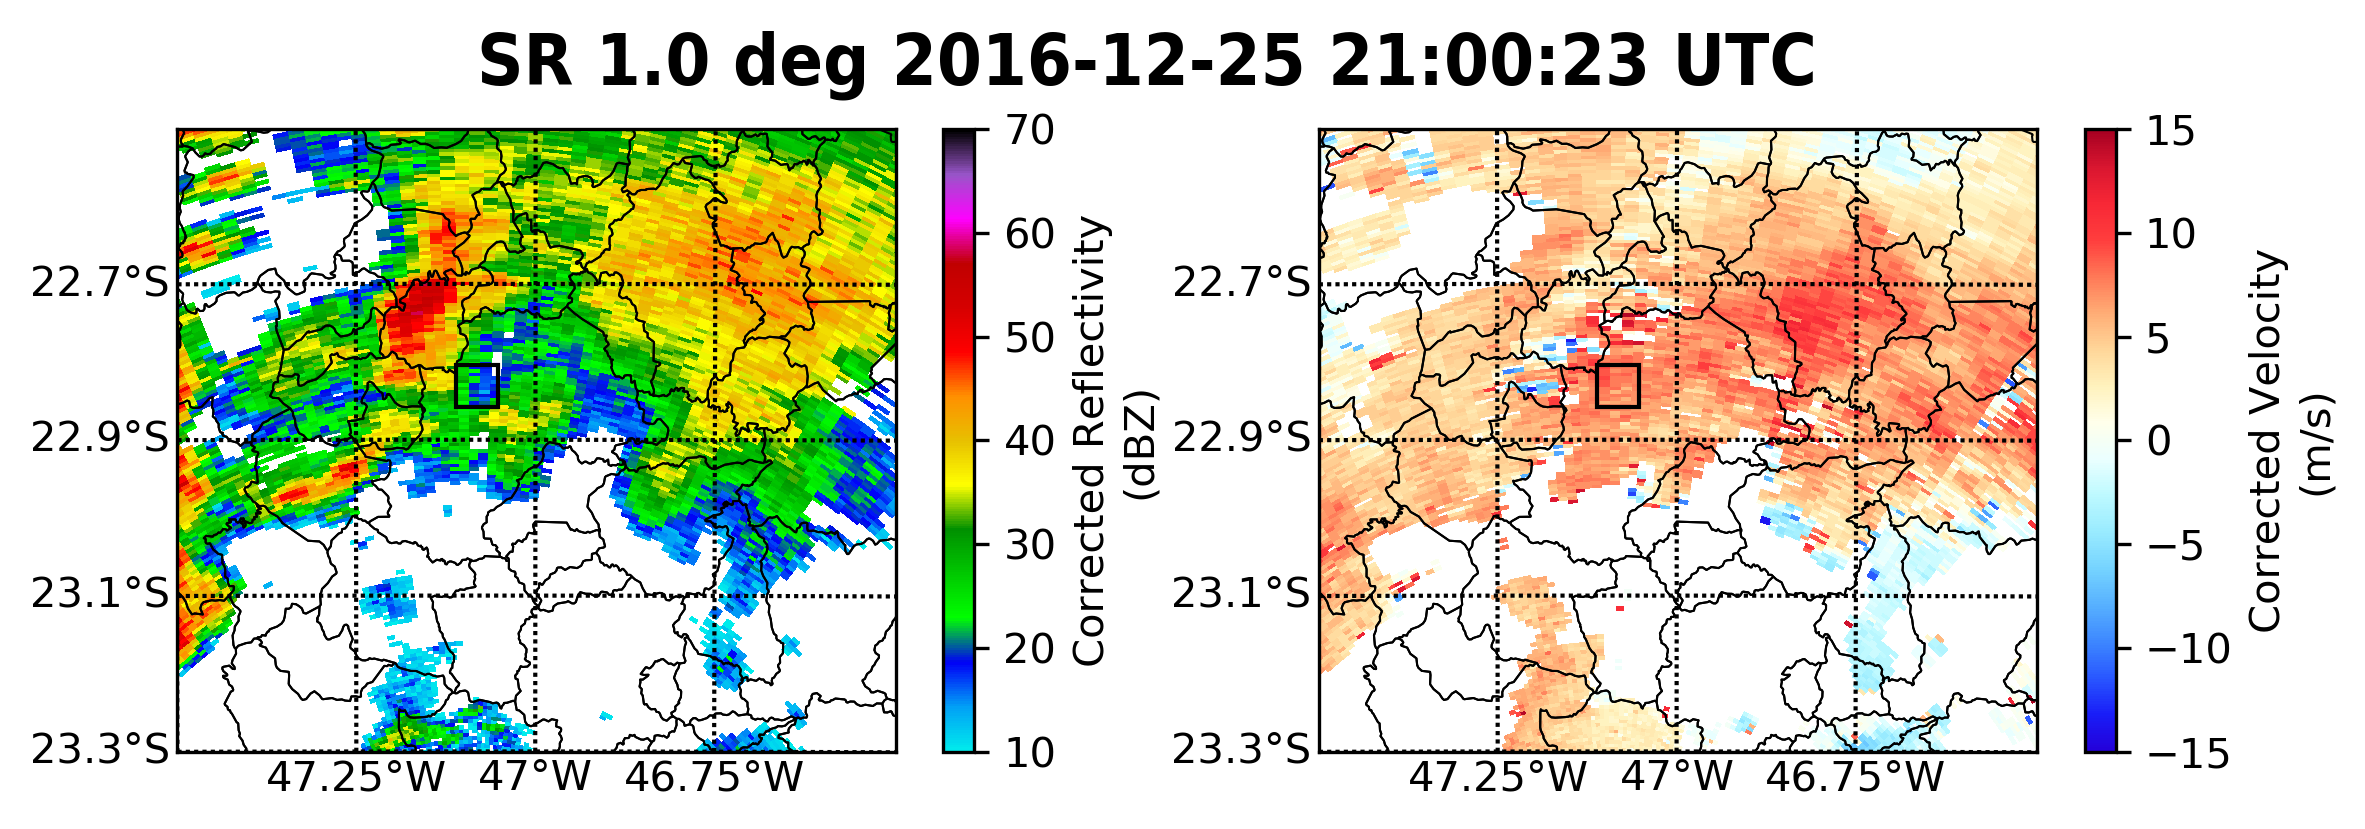 SR 1.0 deg 2016-12-25 21:00:23 UTC
22.7°S
22.9°S
23.1°S
23.3°S
47.25°W
47°W
46.75°W
70
60
50
40
30
20
10
Corrected Reflectivity
(dBZ)
22.7°S
22.9°S
23.1°S
23.3°S
47.25°W
47°W
46.75°W
15
10
5
0
−5
−10
−15
Corrected Velocity
(m/s)